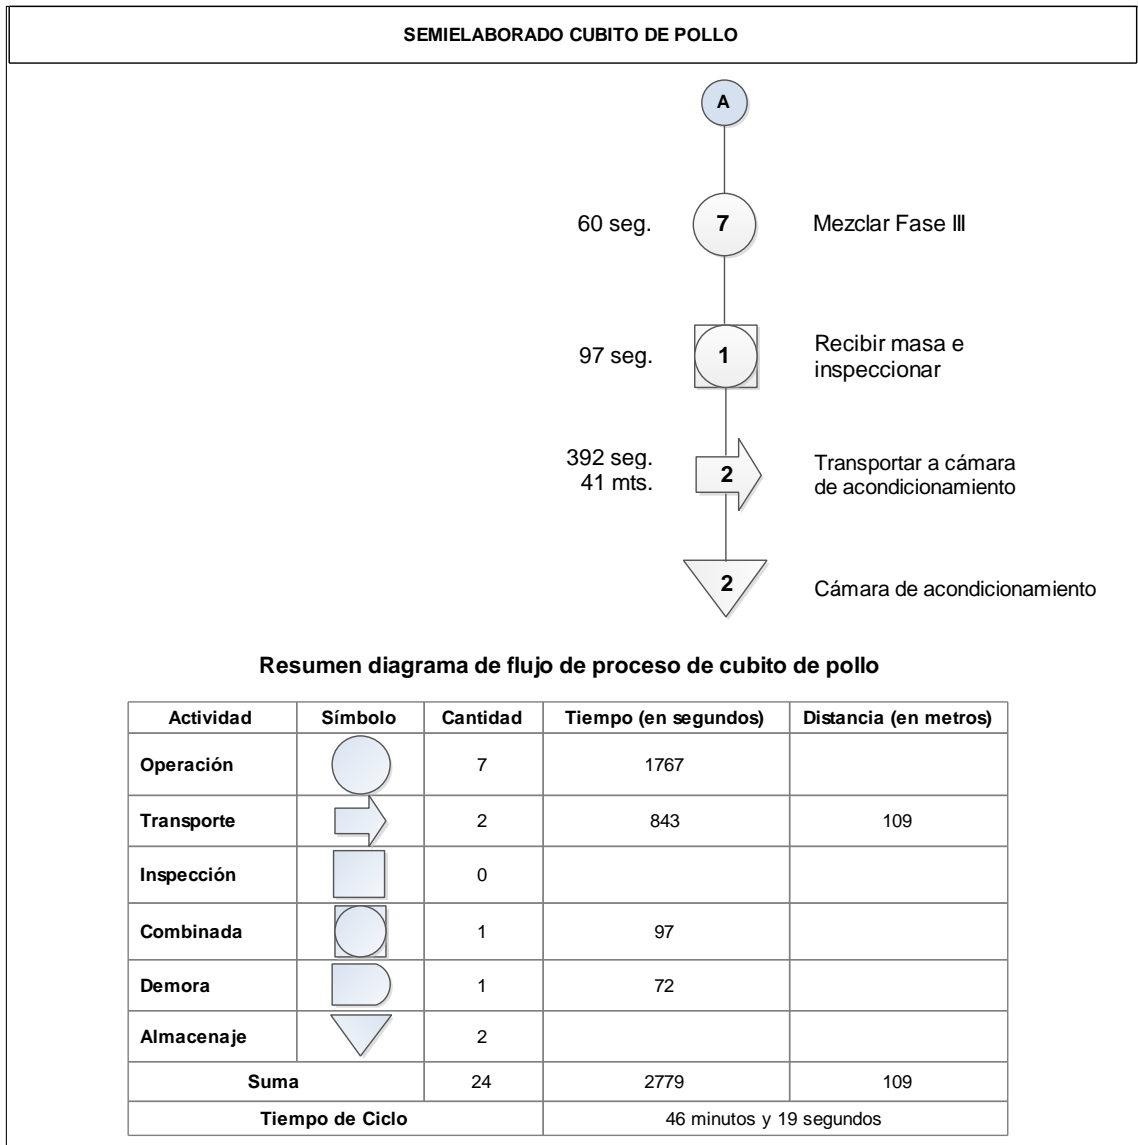 SEMIELABORADO CUBITO DE POLLO
A
60 seg.
7
Mezclar Fase III
97 seg.
1
Recibir masa e
inspeccionar
392 seg.
41 mts.
2
Transportar a cámara
de acondicionamiento
2
Cámara de acondicionamiento
Resumen diagrama de flujo de proceso de cubito de pollo
Actividad Símbolo Cantidad Tiempo (en segundos) Distancia (en metros)
Operación 7 1767
Transporte 2 843 109
Inspección 0
Combinada 1 97
Demora 1 72
Almacenaje 2
Suma 24 2779 109
Tiempo de Ciclo 46 minutos y 19 segundos